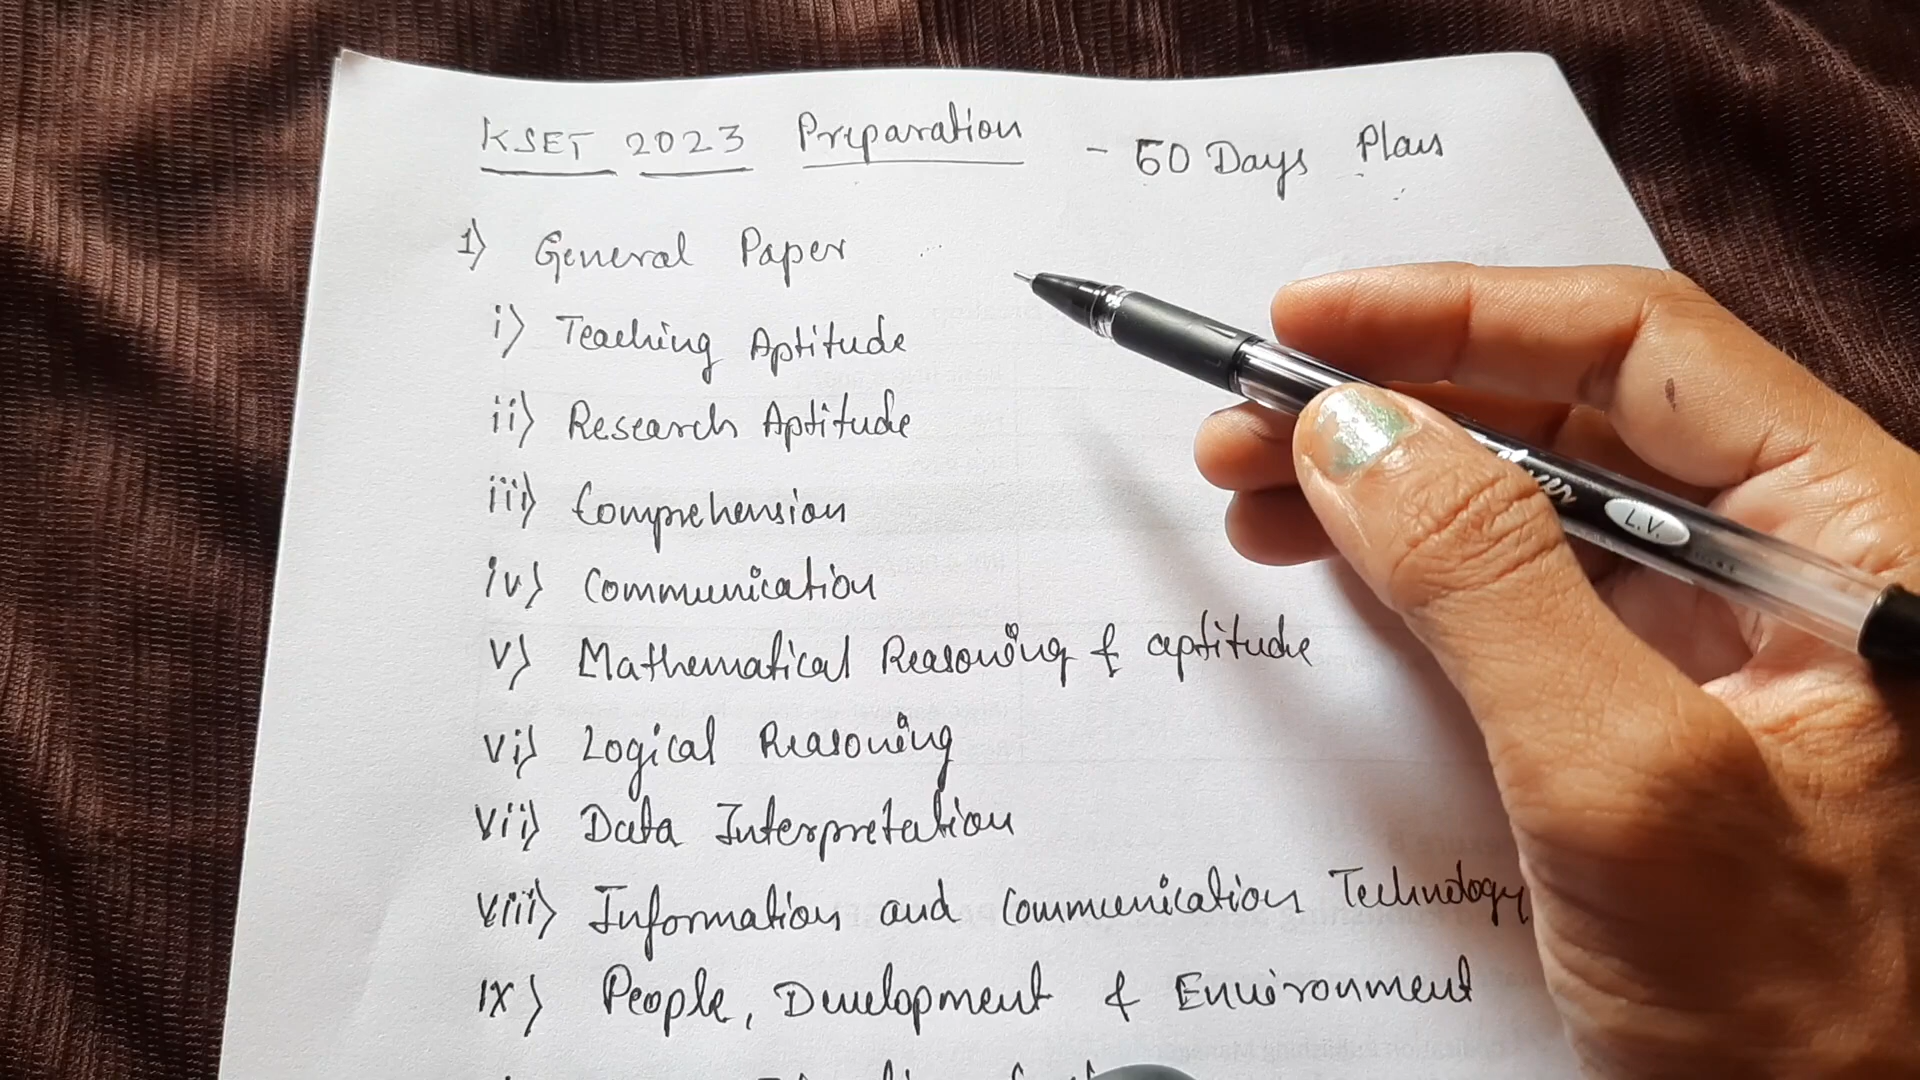 KSET 2023 Preparation - 50 Days Plan
1) General Paper
i) Teaching Aptitude
ii) Research Aptitude
iii) Comprehension
iv) Communication
v) Mathematical Reasoning & aptitude
vi) Logical Reasoning
vii) Data Interpretation
viii) Information and Communication Technology
ix) People, Development & Environment
L.V.